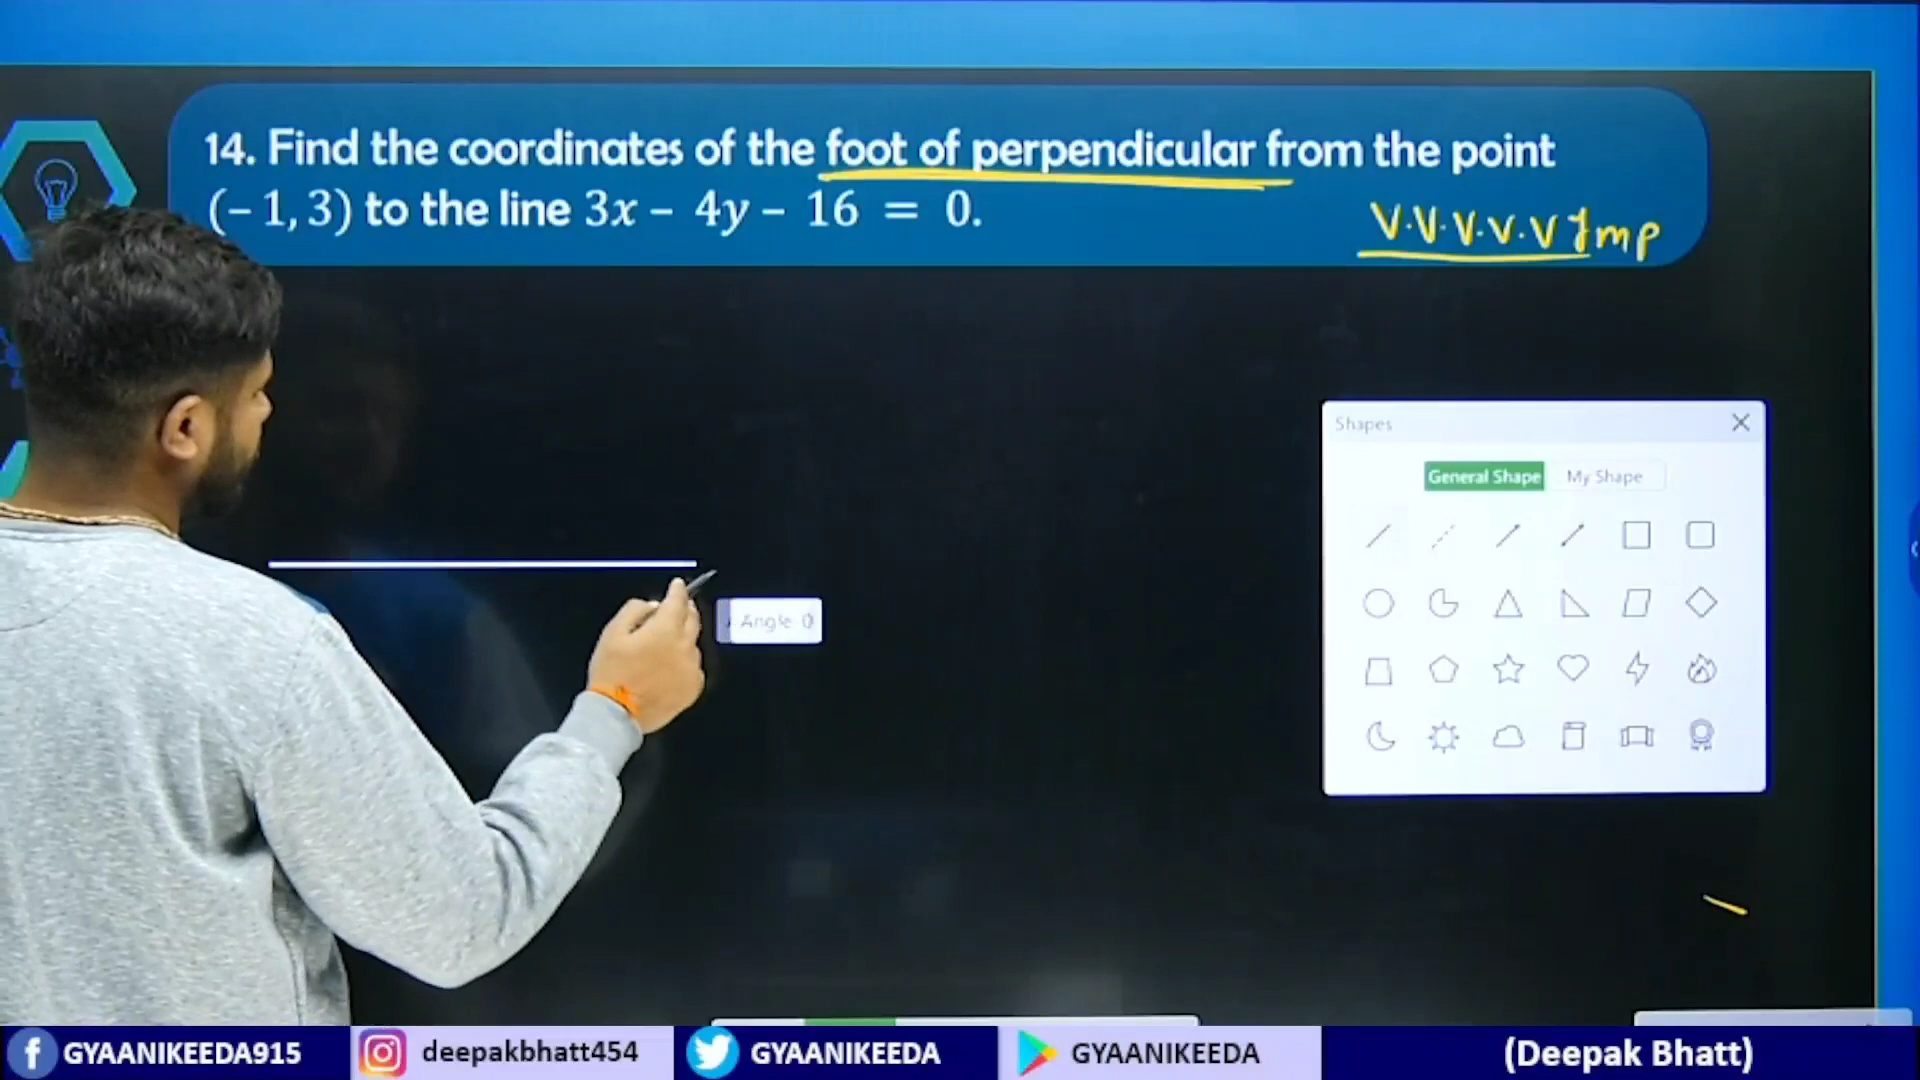 14. Find the coordinates of the foot of perpendicular from the point
(– 1, 3) to the line 3x – 4y – 16 = 0.
V.V.V.V.V Imp
Shapes
General Shape My Shape
Angle 0
GYAANIKEEDA915 deepakbhatt454 GYAANIKEEDA GYAANIKEEDA (Deepak Bhatt)